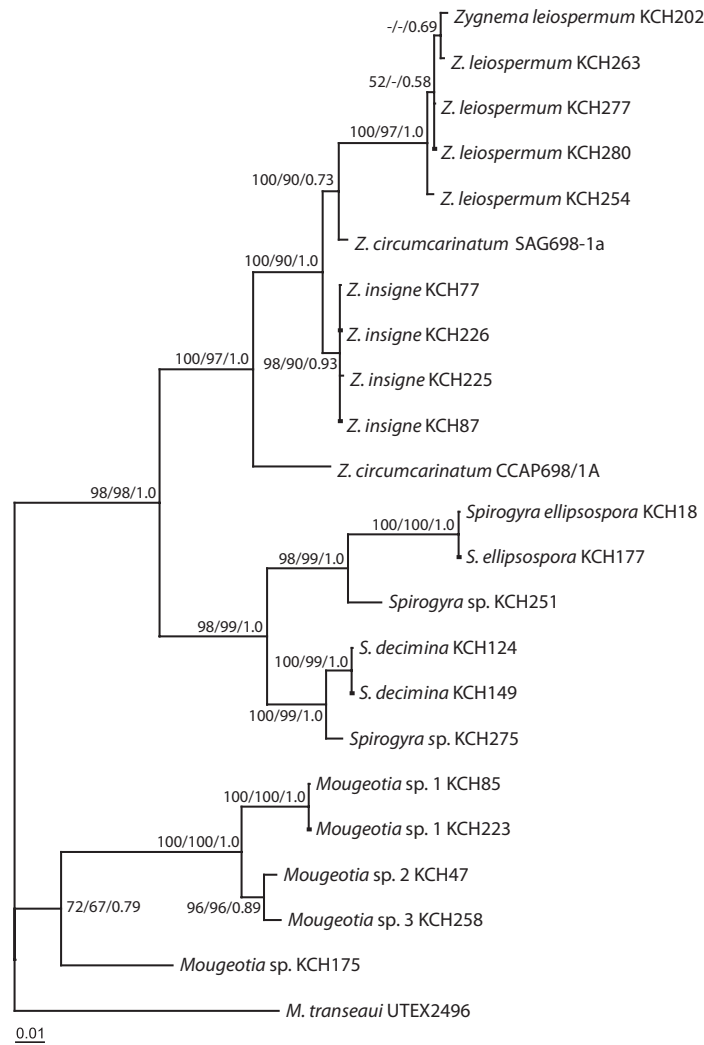 Zygnema leiospermum KCH202
-/-/0.69
Z. leiospermum KCH263
52/-/0.58
Z. leiospermum KCH277
100/97/1.0
Z. leiospermum KCH280
100/90/0.73
Z. leiospermum KCH254
Z. circumcarinatum SAG698-1a
100/90/1.0
Z. insigne KCH77
Z. insigne KCH226
100/97/1.0
98/90/0.93
Z. insigne KCH225
Z. insigne KCH87
Z. circumcarinatum CCAP698/1A
98/98/1.0
Spirogyra ellipsospora KCH18
100/100/1.0
S. ellipsospora KCH177
98/99/1.0
Spirogyra sp. KCH251
98/99/1.0
S. decimina KCH124
100/99/1.0
S. decimina KCH149
100/99/1.0
Spirogyra sp. KCH275
Mougeotia sp. 1 KCH85
100/100/1.0
Mougeotia sp. 1 KCH223
100/100/1.0
Mougeotia sp. 2 KCH47
72/67/0.79
96/96/0.89
Mougeotia sp. 3 KCH258
Mougeotia sp. KCH175
M. transeaui UTEX2496
0.01